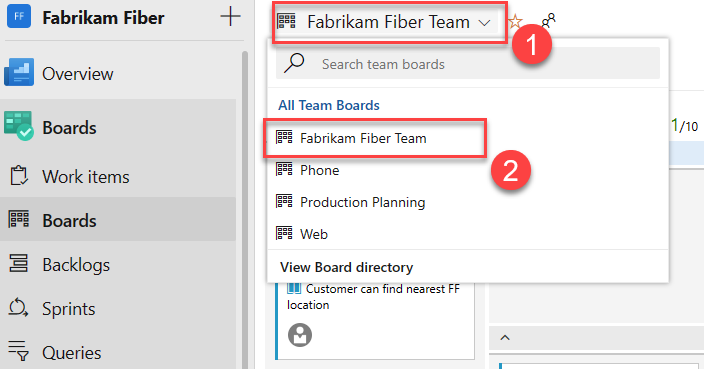 FF Fabrikam Fiber
Overview
Boards
Work items
Boards
Backlogs
Sprints
Queries
Fabrikam Fiber Team
1
Search team boards
All Team Boards
Fabrikam Fiber Team
2
Phone
Production Planning
Web
View Board directory
1/10
Customer can find nearest FF
location